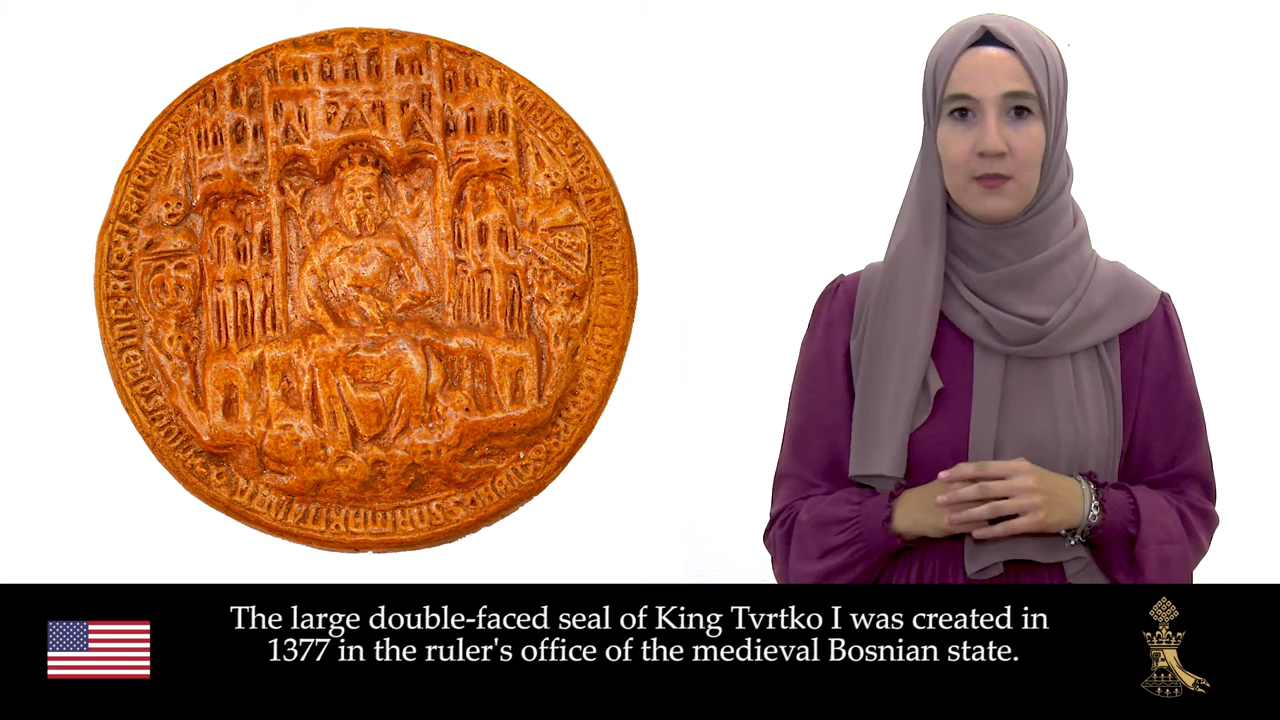 The large double-faced seal of King Tvrtko I was created in
1377 in the ruler's office of the medieval Bosnian state.